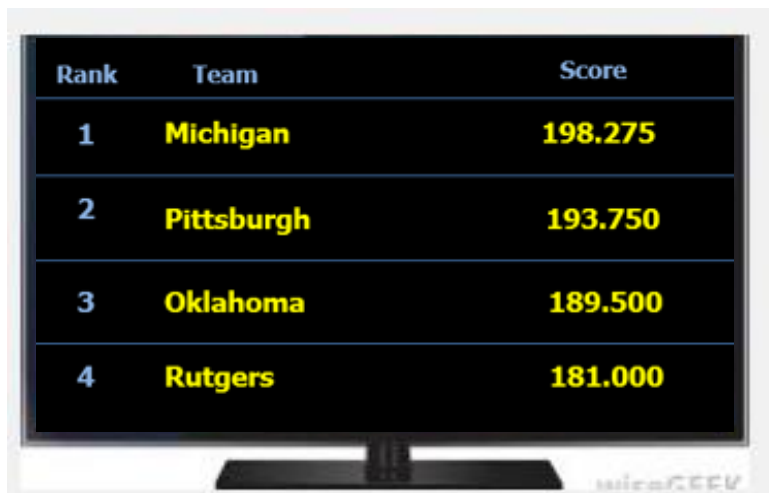 Rank Team Score
1 Michigan 198.275
2 Pittsburgh 193.750
3 Oklahoma 189.500
4 Rutgers 181.000
wiseGEEK